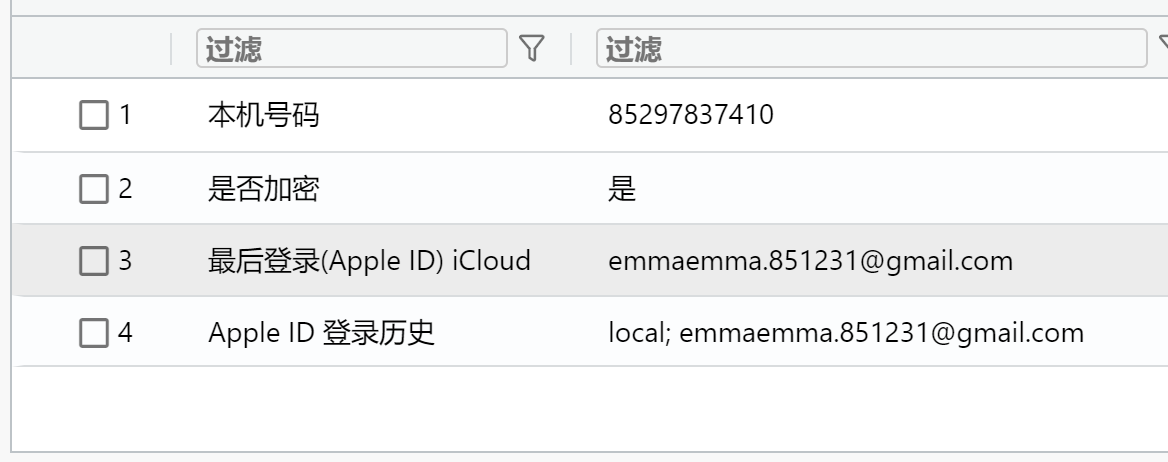 过滤 过滤
1 本机号码 85297837410
2 是否加密 是
3 最后登录(Apple ID) iCloud emmaemma.851231@gmail.com
4 Apple ID 登录历史 local; emmaemma.851231@gmail.com